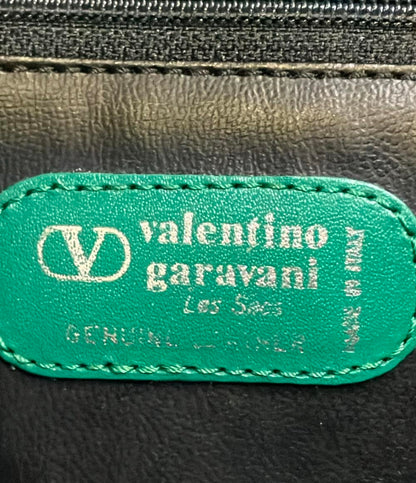 V
valentino
garavani
Les Sacs
GENUINE LEATHER
MADE IN ITALY